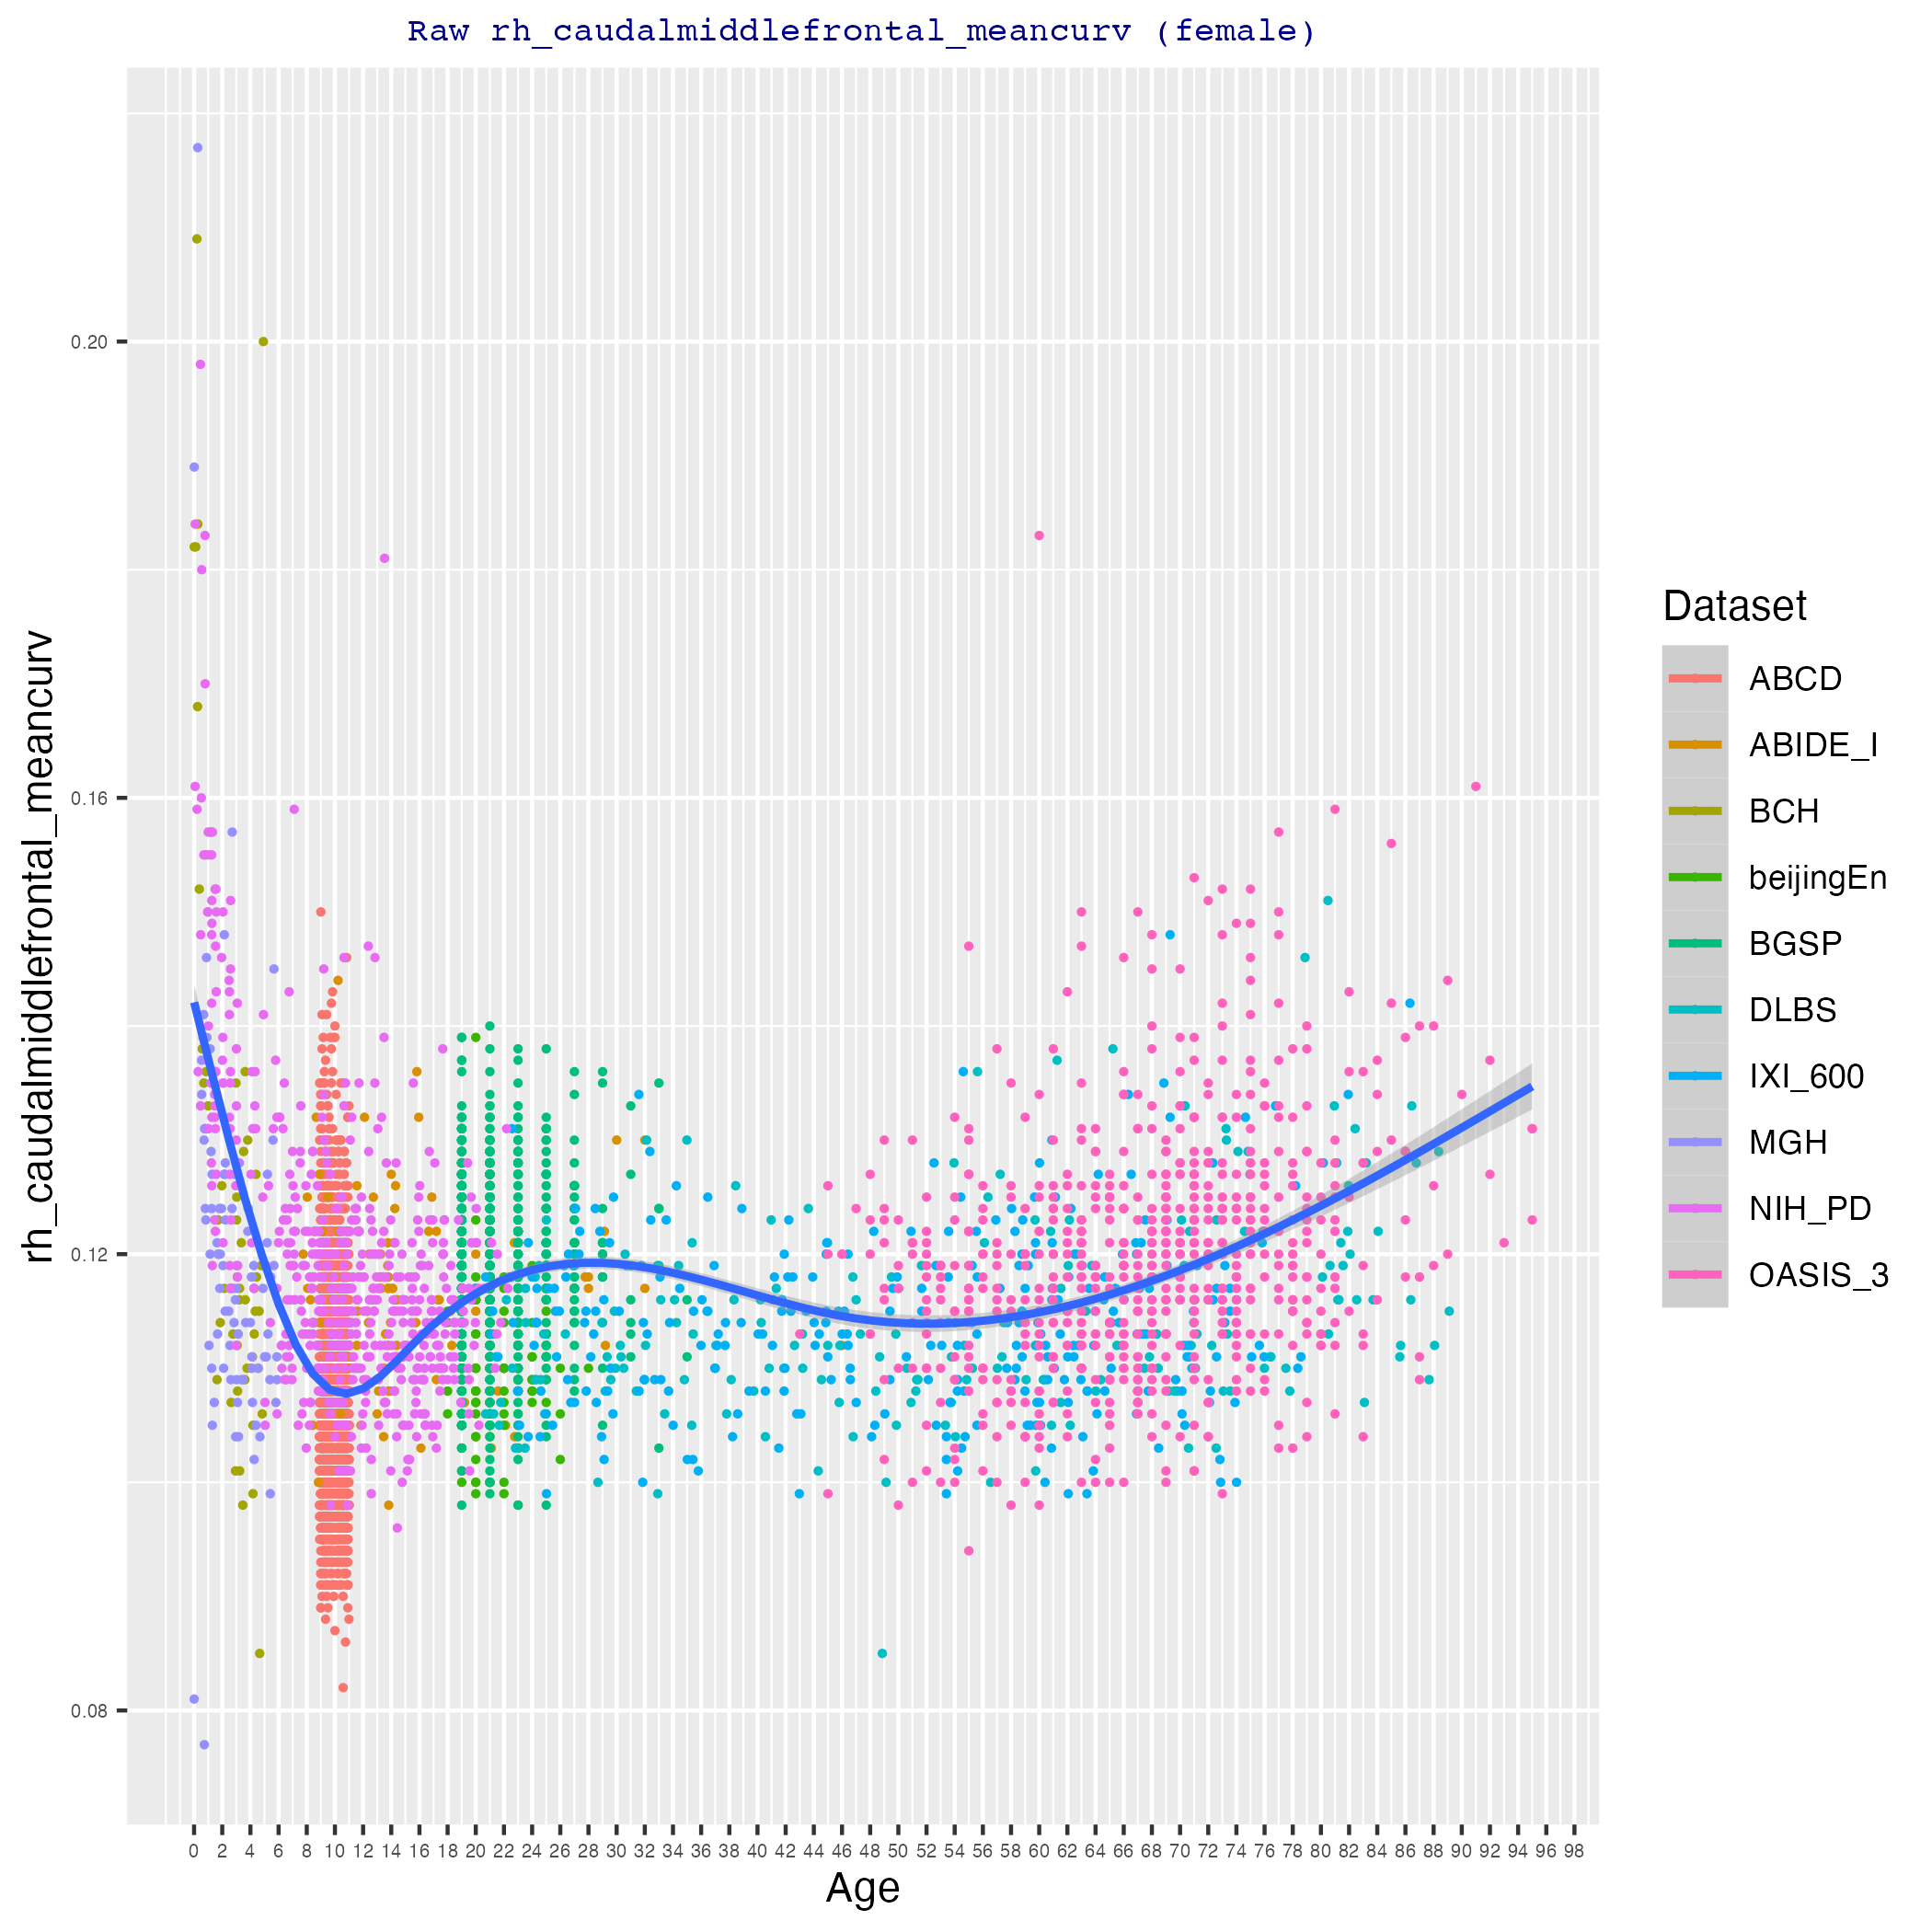 Raw rh_caudalmiddlefrontal_meancurv (female)
rh_caudalmiddlefrontal_meancurv
0.20
0.16
0.12
0.08
0 2 4 6 8 10 12 14 16 18 20 22 24 26 28 30 32 34 36 38 40 42 44 46 48 50 52 54 56 58 60 62 64 66 68 70 72 74 76 78 80 82 84 86 88 90 92 94 96 98
Age
Dataset
ABCD
ABIDE_I
BCH
beijingEn
BGSP
DLBS
IXI_600
MGH
NIH_PD
OASIS_3